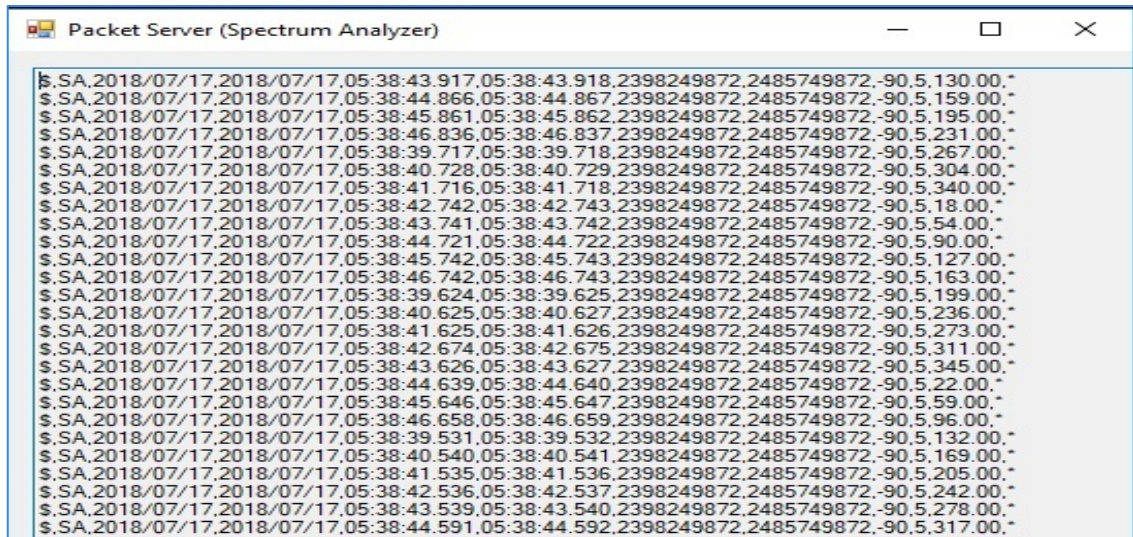 Packet Server (Spectrum Analyzer)
$,SA,2018/07/17,2018/07/17,05:38:43.917,05:38:43.918,2398249872,2485749872,-90,5,130.00,*
$,SA,2018/07/17,2018/07/17,05:38:44.866,05:38:44.867,2398249872,2485749872,-90,5,159.00,*
$,SA,2018/07/17,2018/07/17,05:38:45.861,05:38:45.862,2398249872,2485749872,-90,5,195.00,*
$,SA,2018/07/17,2018/07/17,05:38:46.836,05:38:46.837,2398249872,2485749872,-90,5,231.00,*
$,SA,2018/07/17,2018/07/17,05:38:39.717,05:38:39.718,2398249872,2485749872,-90,5,267.00,*
$,SA,2018/07/17,2018/07/17,05:38:40.728,05:38:40.729,2398249872,2485749872,-90,5,304.00,*
$,SA,2018/07/17,2018/07/17,05:38:41.716,05:38:41.718,2398249872,2485749872,-90,5,340.00,*
$,SA,2018/07/17,2018/07/17,05:38:42.742,05:38:42.743,2398249872,2485749872,-90,5,18.00,*
$,SA,2018/07/17,2018/07/17,05:38:43.741,05:38:43.742,2398249872,2485749872,-90,5,54.00,*
$,SA,2018/07/17,2018/07/17,05:38:44.721,05:38:44.722,2398249872,2485749872,-90,5,90.00,*
$,SA,2018/07/17,2018/07/17,05:38:45.742,05:38:45.743,2398249872,2485749872,-90,5,127.00,*
$,SA,2018/07/17,2018/07/17,05:38:46.742,05:38:46.743,2398249872,2485749872,-90,5,163.00,*
$,SA,2018/07/17,2018/07/17,05:38:39.624,05:38:39.625,2398249872,2485749872,-90,5,199.00,*
$,SA,2018/07/17,2018/07/17,05:38:40.625,05:38:40.627,2398249872,2485749872,-90,5,236.00,*
$,SA,2018/07/17,2018/07/17,05:38:41.625,05:38:41.626,2398249872,2485749872,-90,5,273.00,*
$,SA,2018/07/17,2018/07/17,05:38:42.674,05:38:42.675,2398249872,2485749872,-90,5,311.00,*
$,SA,2018/07/17,2018/07/17,05:38:43.626,05:38:43.627,2398249872,2485749872,-90,5,345.00,*
$,SA,2018/07/17,2018/07/17,05:38:44.639,05:38:44.640,2398249872,2485749872,-90,5,22.00,*
$,SA,2018/07/17,2018/07/17,05:38:45.646,05:38:45.647,2398249872,2485749872,-90,5,59.00,*
$,SA,2018/07/17,2018/07/17,05:38:46.658,05:38:46.659,2398249872,2485749872,-90,5,96.00,*
$,SA,2018/07/17,2018/07/17,05:38:39.531,05:38:39.532,2398249872,2485749872,-90,5,132.00,*
$,SA,2018/07/17,2018/07/17,05:38:40.540,05:38:40.541,2398249872,2485749872,-90,5,169.00,*
$,SA,2018/07/17,2018/07/17,05:38:41.535,05:38:41.536,2398249872,2485749872,-90,5,205.00,*
$,SA,2018/07/17,2018/07/17,05:38:42.536,05:38:42.537,2398249872,2485749872,-90,5,242.00,*
$,SA,2018/07/17,2018/07/17,05:38:43.539,05:38:43.540,2398249872,2485749872,-90,5,278.00,*
$,SA,2018/07/17,2018/07/17,05:38:44.591,05:38:44.592,2398249872,2485749872,-90,5,317.00,*